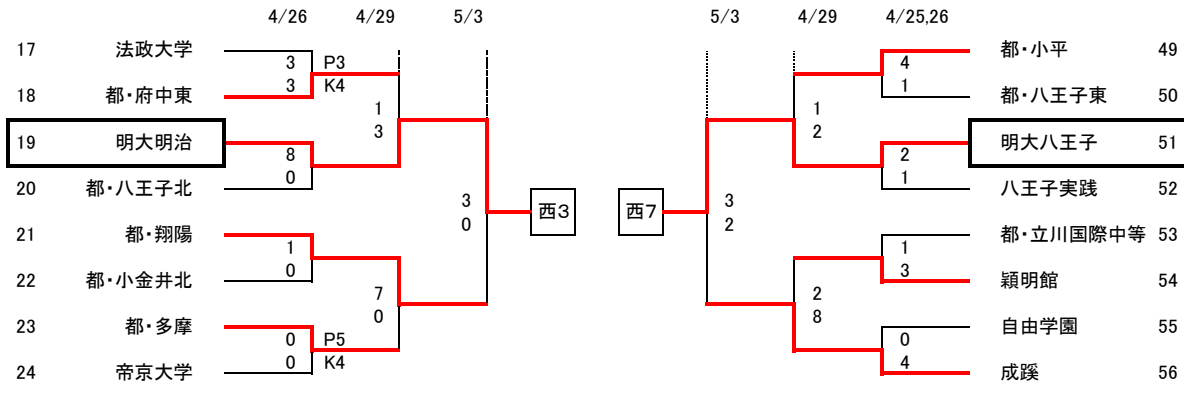 4/26 4/29 5/3 5/3 4/29 4/25,26
17 法政大学 3 P3 4 都・小平 49
18 都・府中東 3 K4 1 都・八王子東 50
1 1
3 2
19 明大明治 8 2 明大八王子 51
20 都・八王子北 0 1 八王子実践 52
3 西3 西7 3
0 2
21 都・翔陽 1 1 都・立川国際中等 53
22 都・小金井北 0 3 穎明館 54
7 2
0 8
23 都・多摩 0 P5 0 自由学園 55
24 帝京大学 0 K4 4 成蹊 56